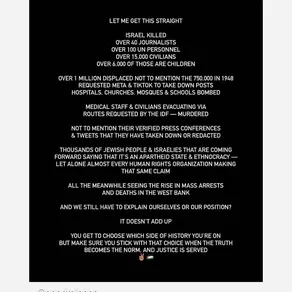 LET ME GET THIS STRAIGHT
ISRAEL KILLED
OVER 40 JOURNALISTS
OVER 100 UN PERSONNEL
OVER 15,000 CIVILIANS
OVER 6,000 OF THOSE ARE CHILDREN
OVER 1 MILLION DISPLACED NOT TO MENTION THE 750,000 IN 1948
REQUESTED META & TIKTOK TO TAKE DOWN POSTS
HOSPITALS, CHURCHES, MOSQUES & SCHOOLS BOMBED
MEDICAL STAFF & CIVILIANS EVACUATING VIA
ROUTES REQUESTED BY THE IDF — MURDERED
NOT TO MENTION THEIR VERIFIED PRESS CONFERENCES
& TWEETS THAT THEY HAVE TAKEN DOWN OR REDACTED
THOUSANDS OF JEWISH PEOPLE & ISRAELIES THAT ARE COMING
FORWARD SAYING THAT IT'S AN APARTHEID STATE & ETHNOCRACY —
LET ALONE ALMOST EVERY HUMAN RIGHTS ORGANIZATION MAKING
THAT SAME CLAIM
ALL THE MEANWHILE SEEING THE RISE IN MASS ARRESTS
AND DEATHS IN THE WEST BANK
AND WE STILL HAVE TO EXPLAIN OURSELVES OR OUR POSITION?
IT DOESN'T ADD UP
YOU GET TO CHOOSE WHICH SIDE OF HISTORY YOU'RE ON
BUT MAKE SURE YOU STICK WITH THAT CHOICE WHEN THE TRUTH
BECOMES THE NORM, AND JUSTICE IS SERVED